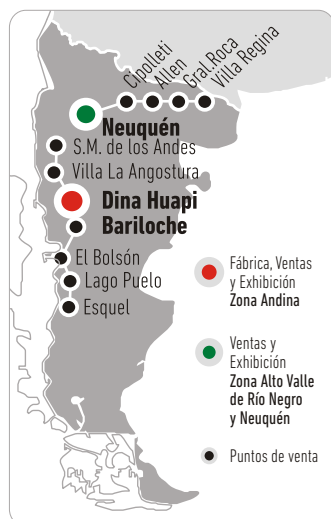 Cipolleti
Allen
Gral.Roca
Villa Regina
Neuquén
S.M. de los Andes
Villa La Angostura
Dina Huapi
Bariloche
El Bolsón
Lago Puelo
Esquel
Fábrica, Ventas
y Exhibición
Zona Andina
Ventas y
Exhibición
Zona Alto Valle
de Río Negro
y Neuquén
Puntos de venta